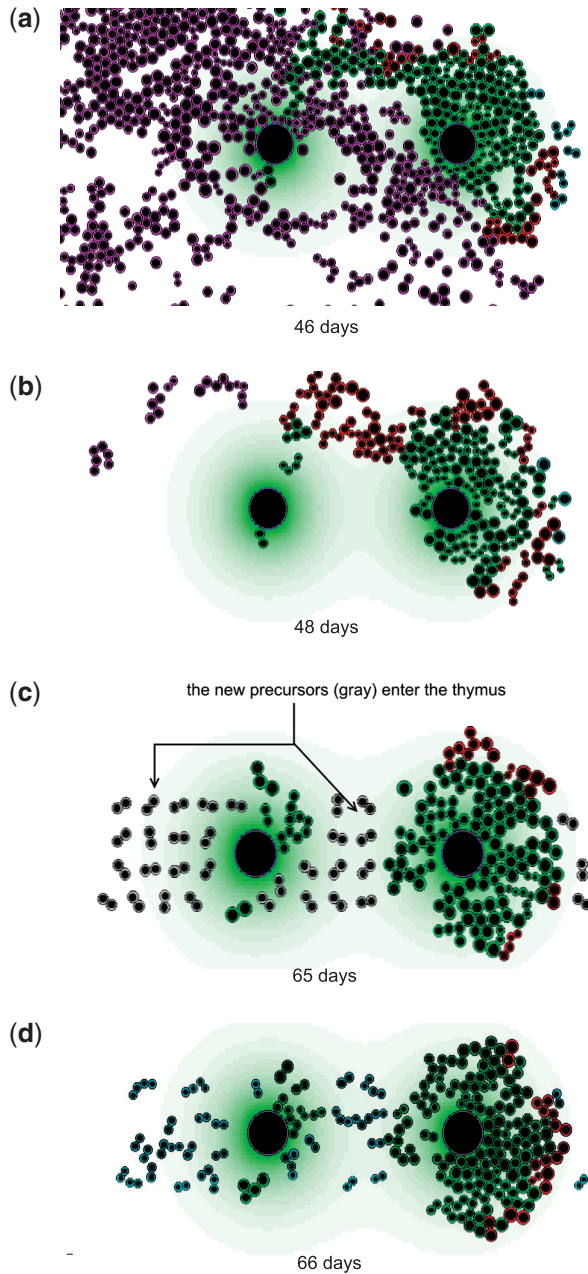 (a)
46 days
(b)
48 days
(c)
the new precursors (gray) enter the thymus
65 days
(d)
66 days